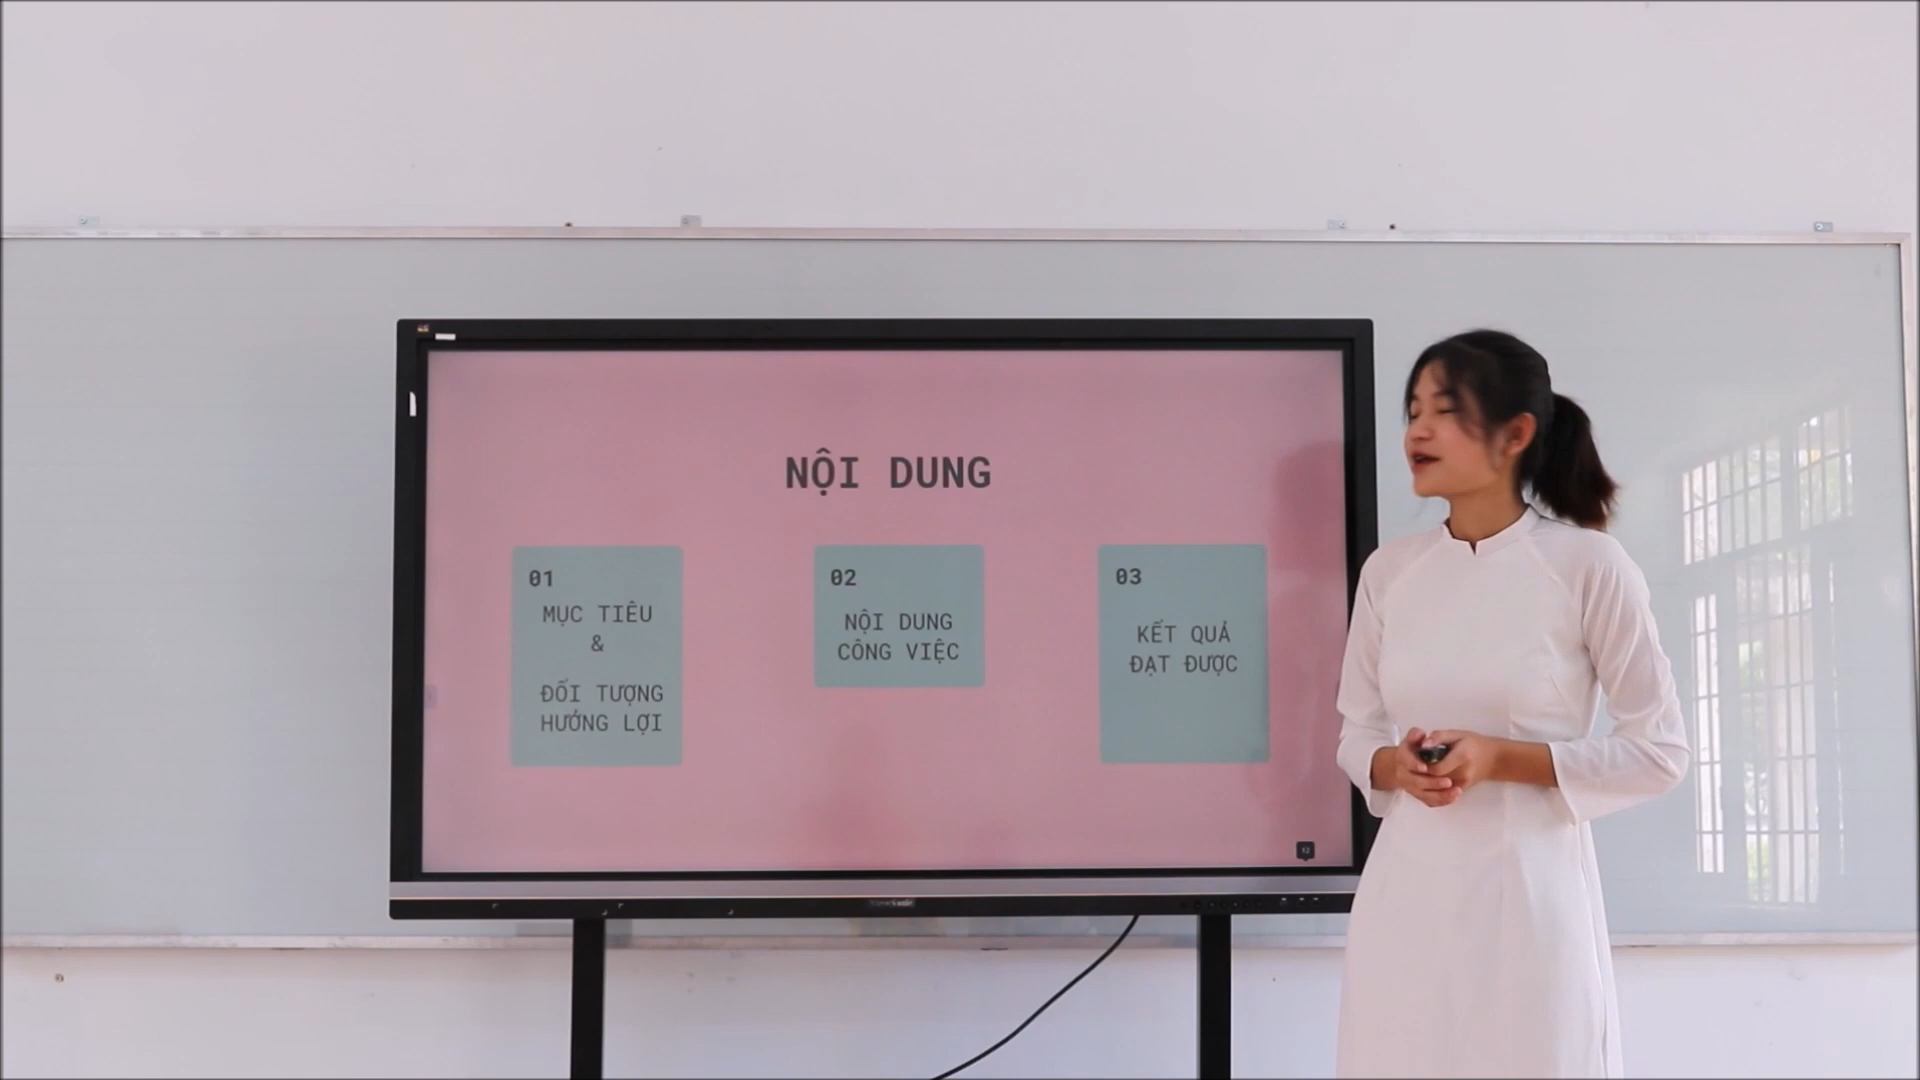 NỘI DUNG
01
MỤC TIÊU
&
ĐỐI TƯỢNG
HƯỞNG LỢI
02
NỘI DUNG
CÔNG VIỆC
03
KẾT QUẢ
ĐẠT ĐƯỢC
ViewSonic